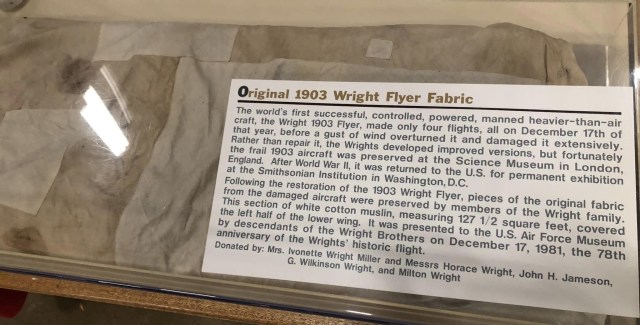 Original 1903 Wright Flyer Fabric
The world's first successful, controlled, powered, manned heavier-than-air
craft, the Wright 1903 Flyer, made only four flights, all on December 17th of
that year, before a gust of wind overturned it and damaged it extensively.
Rather than repair it, the Wrights developed improved versions, but fortunately
the frail 1903 aircraft was preserved at the Science Museum in London,
England. After World War II, it was returned to the U.S. for permanent exhibition
at the Smithsonian Institution in Washington, D.C.
Following the restoration of the 1903 Wright Flyer, pieces of the original fabric
from the damaged aircraft were preserved by members of the Wright family.
This section of white cotton muslin, measuring 127 1/2 square feet, covered
the left half of the lower wing. It was presented to the U.S. Air Force Museum
by descendants of the Wright Brothers on December 17, 1981, the 78th
anniversary of the Wrights' historic flight.
Donated by: Mrs. Ivonette Wright Miller and Messrs Horace Wright, John H. Jameson,
G. Wilkinson Wright, and Milton Wright